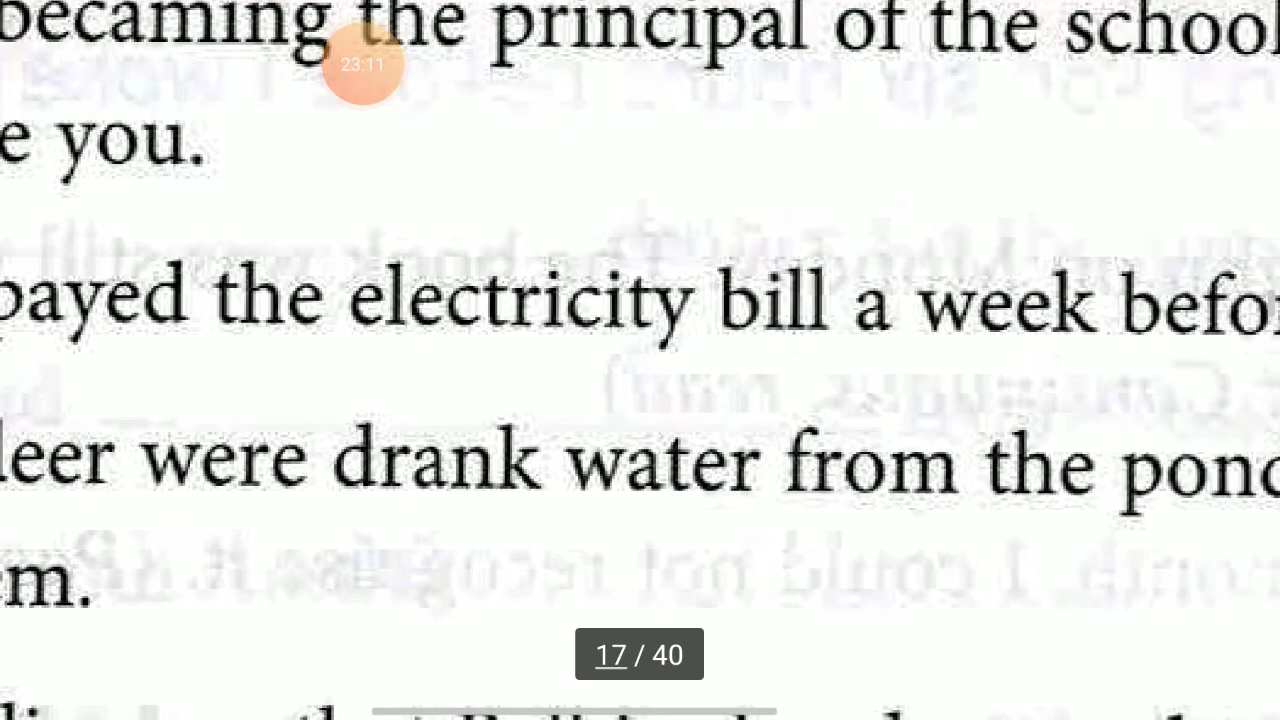 becaming the principal of the school
23:11
e you.
payed the electricity bill a week befor
deer were drank water from the pond
em.
17 / 40